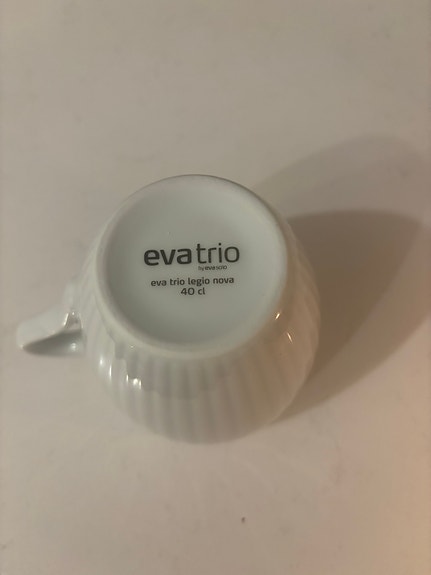 evatrio
by eva solo
eva trio legio nova
40 cl